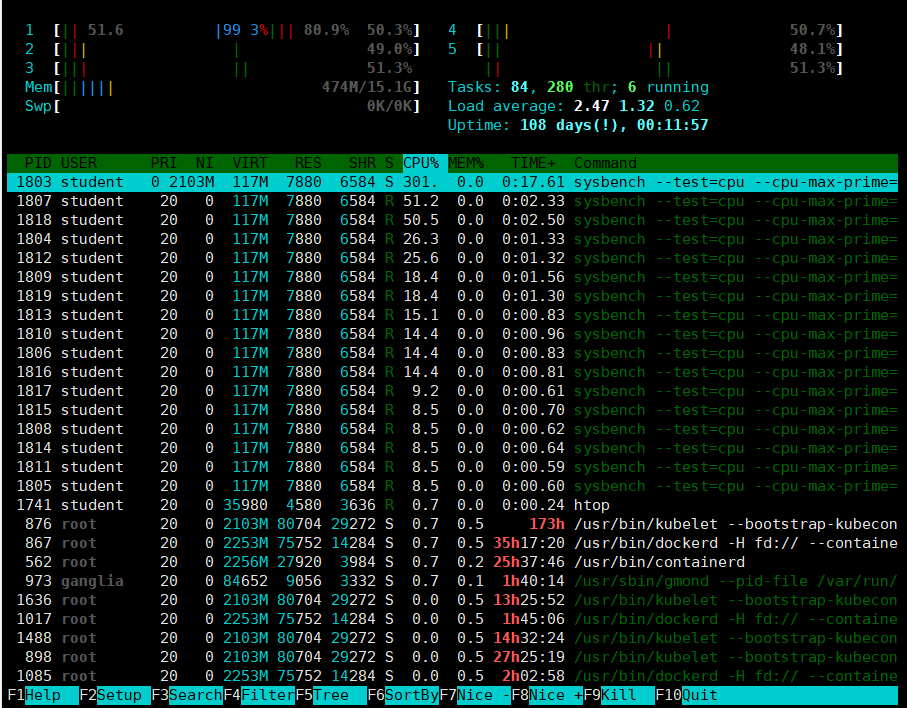 1 [|| 51.6 |99 3%|||| 80.9% 50.3%] 4 [|||| | 50.7%]
2 [||| | 49.0%] 5 [|| || 48.1%]
3 [||| || 51.3% || || 51.3%]
Mem[|||||| 474M/15.1G] Tasks: 84, 280 thr; 6 running
Swp[ 0K/0K] Load average: 2.47 1.32 0.62
Uptime: 108 days(!), 00:11:57
PID USER PRI NI VIRT RES SHR S CPU% MEM% TIME+ Command
1803 student 0 2103M 117M 7880 6584 S 301. 0.0 0:17.61 sysbench --test=cpu --cpu-max-prime=
1807 student 20 0 117M 7880 6584 R 51.2 0.0 0:02.33 sysbench --test=cpu --cpu-max-prime=
1818 student 20 0 117M 7880 6584 R 50.5 0.0 0:02.50 sysbench --test=cpu --cpu-max-prime=
1804 student 20 0 117M 7880 6584 R 26.3 0.0 0:01.33 sysbench --test=cpu --cpu-max-prime=
1812 student 20 0 117M 7880 6584 R 25.6 0.0 0:01.32 sysbench --test=cpu --cpu-max-prime=
1809 student 20 0 117M 7880 6584 R 18.4 0.0 0:01.56 sysbench --test=cpu --cpu-max-prime=
1819 student 20 0 117M 7880 6584 R 18.4 0.0 0:01.30 sysbench --test=cpu --cpu-max-prime=
1813 student 20 0 117M 7880 6584 R 15.1 0.0 0:00.83 sysbench --test=cpu --cpu-max-prime=
1810 student 20 0 117M 7880 6584 R 14.4 0.0 0:00.96 sysbench --test=cpu --cpu-max-prime=
1806 student 20 0 117M 7880 6584 R 14.4 0.0 0:00.83 sysbench --test=cpu --cpu-max-prime=
1816 student 20 0 117M 7880 6584 R 14.4 0.0 0:00.81 sysbench --test=cpu --cpu-max-prime=
1817 student 20 0 117M 7880 6584 R 9.2 0.0 0:00.61 sysbench --test=cpu --cpu-max-prime=
1815 student 20 0 117M 7880 6584 R 8.5 0.0 0:00.70 sysbench --test=cpu --cpu-max-prime=
1808 student 20 0 117M 7880 6584 R 8.5 0.0 0:00.62 sysbench --test=cpu --cpu-max-prime=
1814 student 20 0 117M 7880 6584 R 8.5 0.0 0:00.64 sysbench --test=cpu --cpu-max-prime=
1811 student 20 0 117M 7880 6584 R 8.5 0.0 0:00.59 sysbench --test=cpu --cpu-max-prime=
1805 student 20 0 117M 7880 6584 R 8.5 0.0 0:00.60 sysbench --test=cpu --cpu-max-prime=
1741 student 20 0 35980 4580 3636 R 0.7 0.0 0:00.24 htop
876 root 20 0 2103M 80704 29272 S 0.7 0.5 173h /usr/bin/kubelet --bootstrap-kubecon
867 root 20 0 2253M 75752 14284 S 0.7 0.5 35h17:20 /usr/bin/dockerd -H fd:// --containe
562 root 20 0 2256M 27920 3984 S 0.7 0.2 25h37:46 /usr/bin/containerd
973 ganglia 20 0 84652 9056 3332 S 0.7 0.1 1h40:14 /usr/sbin/gmond --pid-file /var/run/
1636 root 20 0 2103M 80704 29272 S 0.0 0.5 13h25:52 /usr/bin/kubelet --bootstrap-kubecon
1017 root 20 0 2253M 75752 14284 S 0.0 0.5 1h45:06 /usr/bin/dockerd -H fd:// --containe
1488 root 20 0 2103M 80704 29272 S 0.0 0.5 14h32:24 /usr/bin/kubelet --bootstrap-kubecon
898 root 20 0 2103M 80704 29272 S 0.0 0.5 27h25:19 /usr/bin/kubelet --bootstrap-kubecon
1085 root 20 0 2253M 75752 14284 S 0.0 0.5 2h02:58 /usr/bin/dockerd -H fd:// --containe
F1Help F2Setup F3SearchF4FilterF5Tree F6SortByF7Nice -F8Nice +F9Kill F10Quit